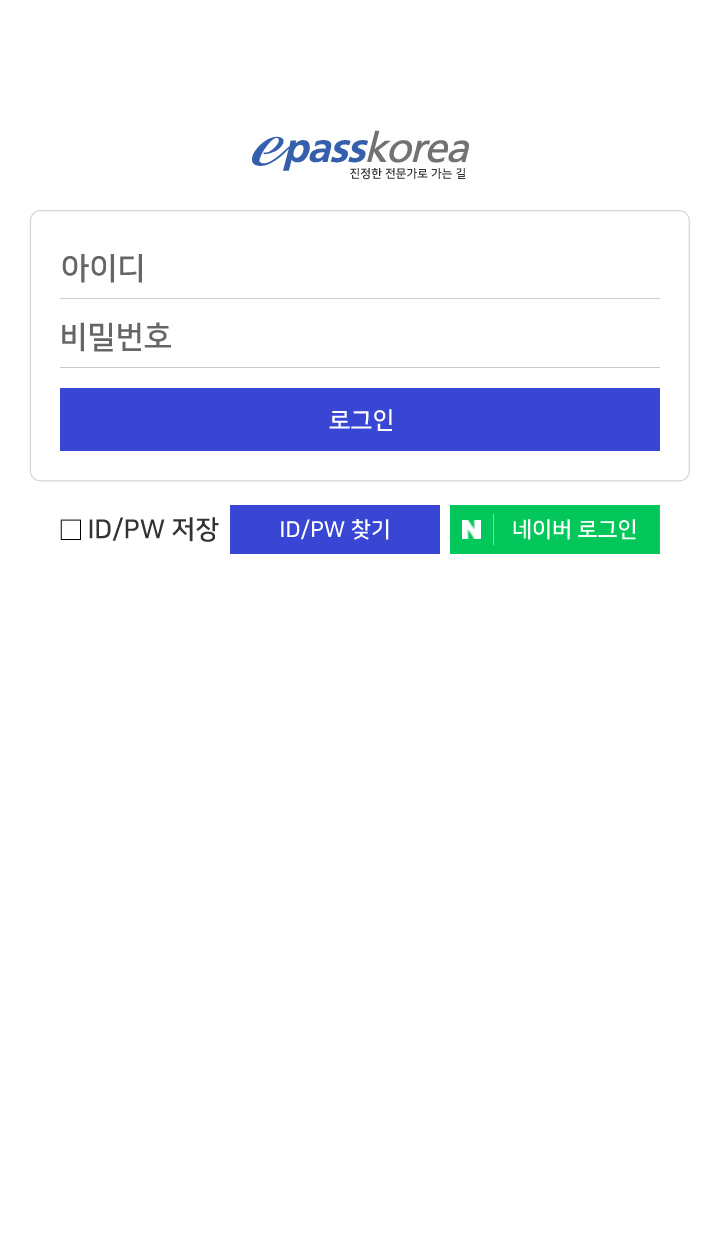 epasskorea
진정한 전문가로 가는 길
아이디
비밀번호
로그인
ID/PW 저장
ID/PW 찾기
N 네이버 로그인